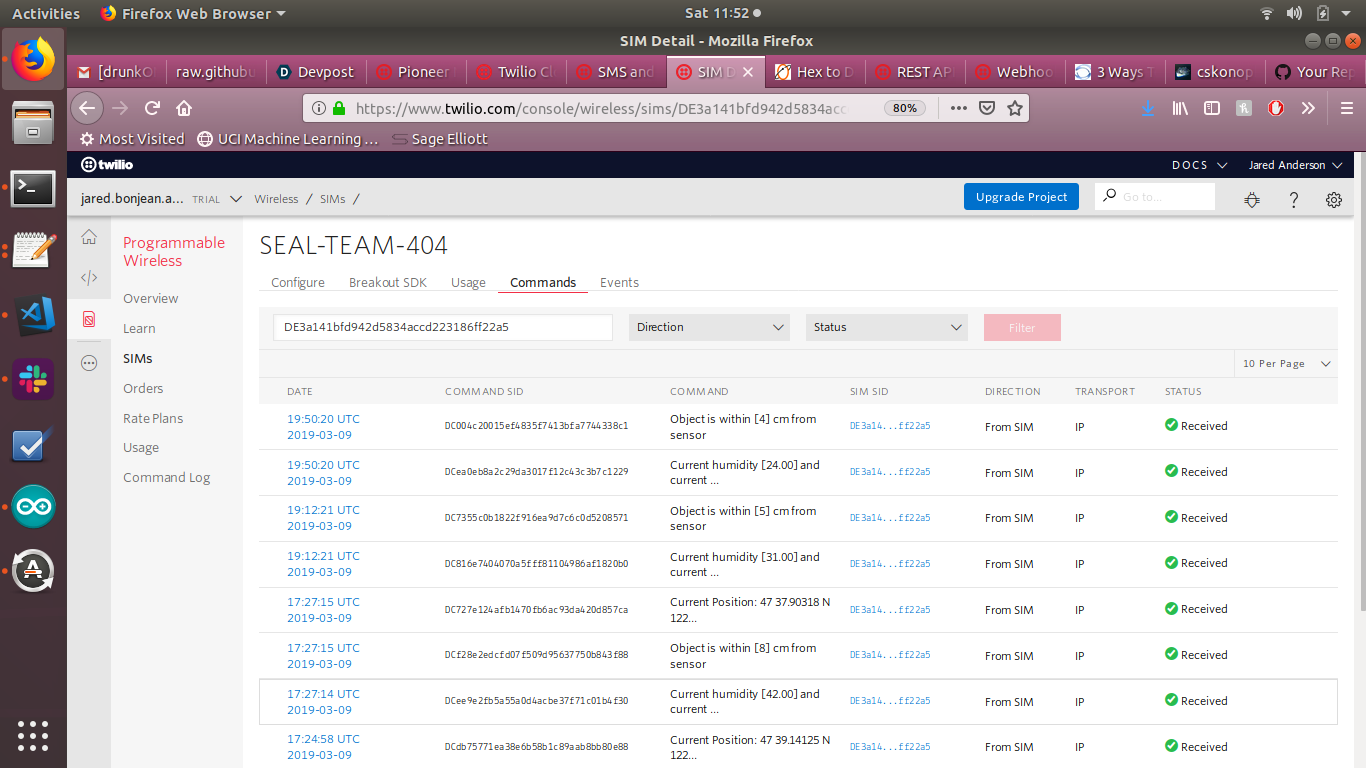 Activities Firefox Web Browser Sat 11:52
SIM Detail - Mozilla Firefox
[drunkO raw.githubu Devpost Pioneer Twilio Cl SMS and SIM D Hex to D REST API Webhoo 3 Ways T cskonop Your Rep
https://www.twilio.com/console/wireless/sims/DE3a141bfd942d5834acc 80%
Most Visited UCI Machine Learning ... Sage Elliott
twilio DOCS Jared Anderson
jared.bonjean.a... TRIAL Wireless / SIMs / Upgrade Project Go to...
Programmable
Wireless
Overview
Learn
SIMs
Orders
Rate Plans
Usage
Command Log
SEAL-TEAM-404
Configure Breakout SDK Usage Commands Events
DE3a141bfd942d5834accd223186ff22a5 Direction Status Filter
10 Per Page
DATE COMMAND SID COMMAND SIM SID DIRECTION TRANSPORT STATUS
19:50:20 UTC
2019-03-09 DC004c20015ef4835f7413bfa7744338c1 Object is within [4] cm from
sensor DE3a14...ff22a5 From SIM IP Received
19:50:20 UTC
2019-03-09 DCea0eb8a2c29da3017f12c43c3b7c1229 Current humidity [24.00] and
current ... DE3a14...ff22a5 From SIM IP Received
19:12:21 UTC
2019-03-09 DC7355c0b1822f916ea9d7c6c0d5208571 Object is within [5] cm from
sensor DE3a14...ff22a5 From SIM IP Received
19:12:21 UTC
2019-03-09 DC816e7404070a5fff81104986af1820b0 Current humidity [31.00] and
current ... DE3a14...ff22a5 From SIM IP Received
17:27:15 UTC
2019-03-09 DC727e124afb1470fb6ac93da420d857ca Current Position: 47 37.90318 N
122... DE3a14...ff22a5 From SIM IP Received
17:27:15 UTC
2019-03-09 DCf28e2edcfd07f509d95637750b843f88 Object is within [8] cm from
sensor DE3a14...ff22a5 From SIM IP Received
17:27:14 UTC
2019-03-09 DCee9e2fb5a55a0d4acbe37f71c01b4f30 Current humidity [42.00] and
current ... DE3a14...ff22a5 From SIM IP Received
17:24:58 UTC
2019-03-09 DCdb75771ea38e6b58b1c89aab8bb80e88 Current Position: 47 39.14125 N
122... DE3a14...ff22a5 From SIM IP Received